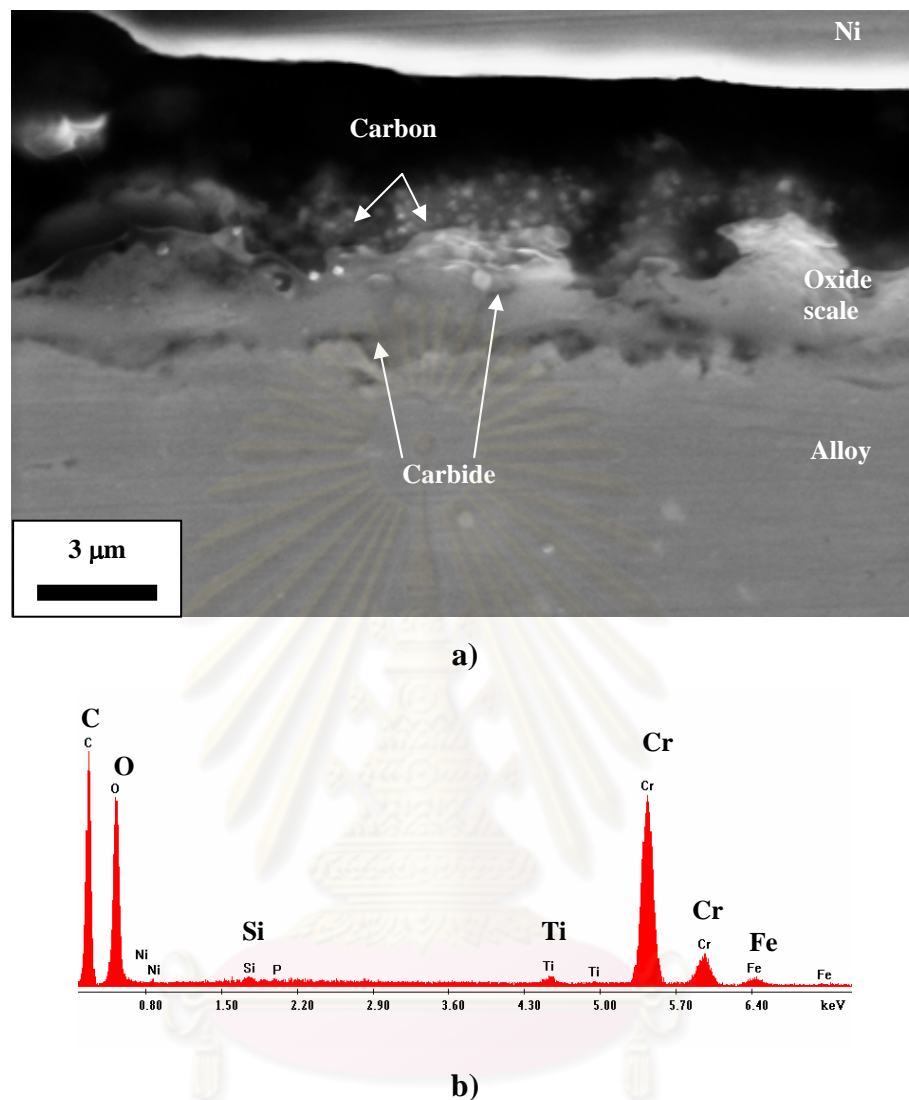 Ni
Carbon
Oxide
scale
Alloy
Carbide
3 μm
a)
C
C
O
O
Ni
Ni
Si
Si
P
Ti
Ti
Ti
Cr
Cr
Cr
Cr
Fe
Fe
Fe
0.80 1.50 2.20 2.90 3.60 4.30 5.00 5.70 6.40 keV
b)